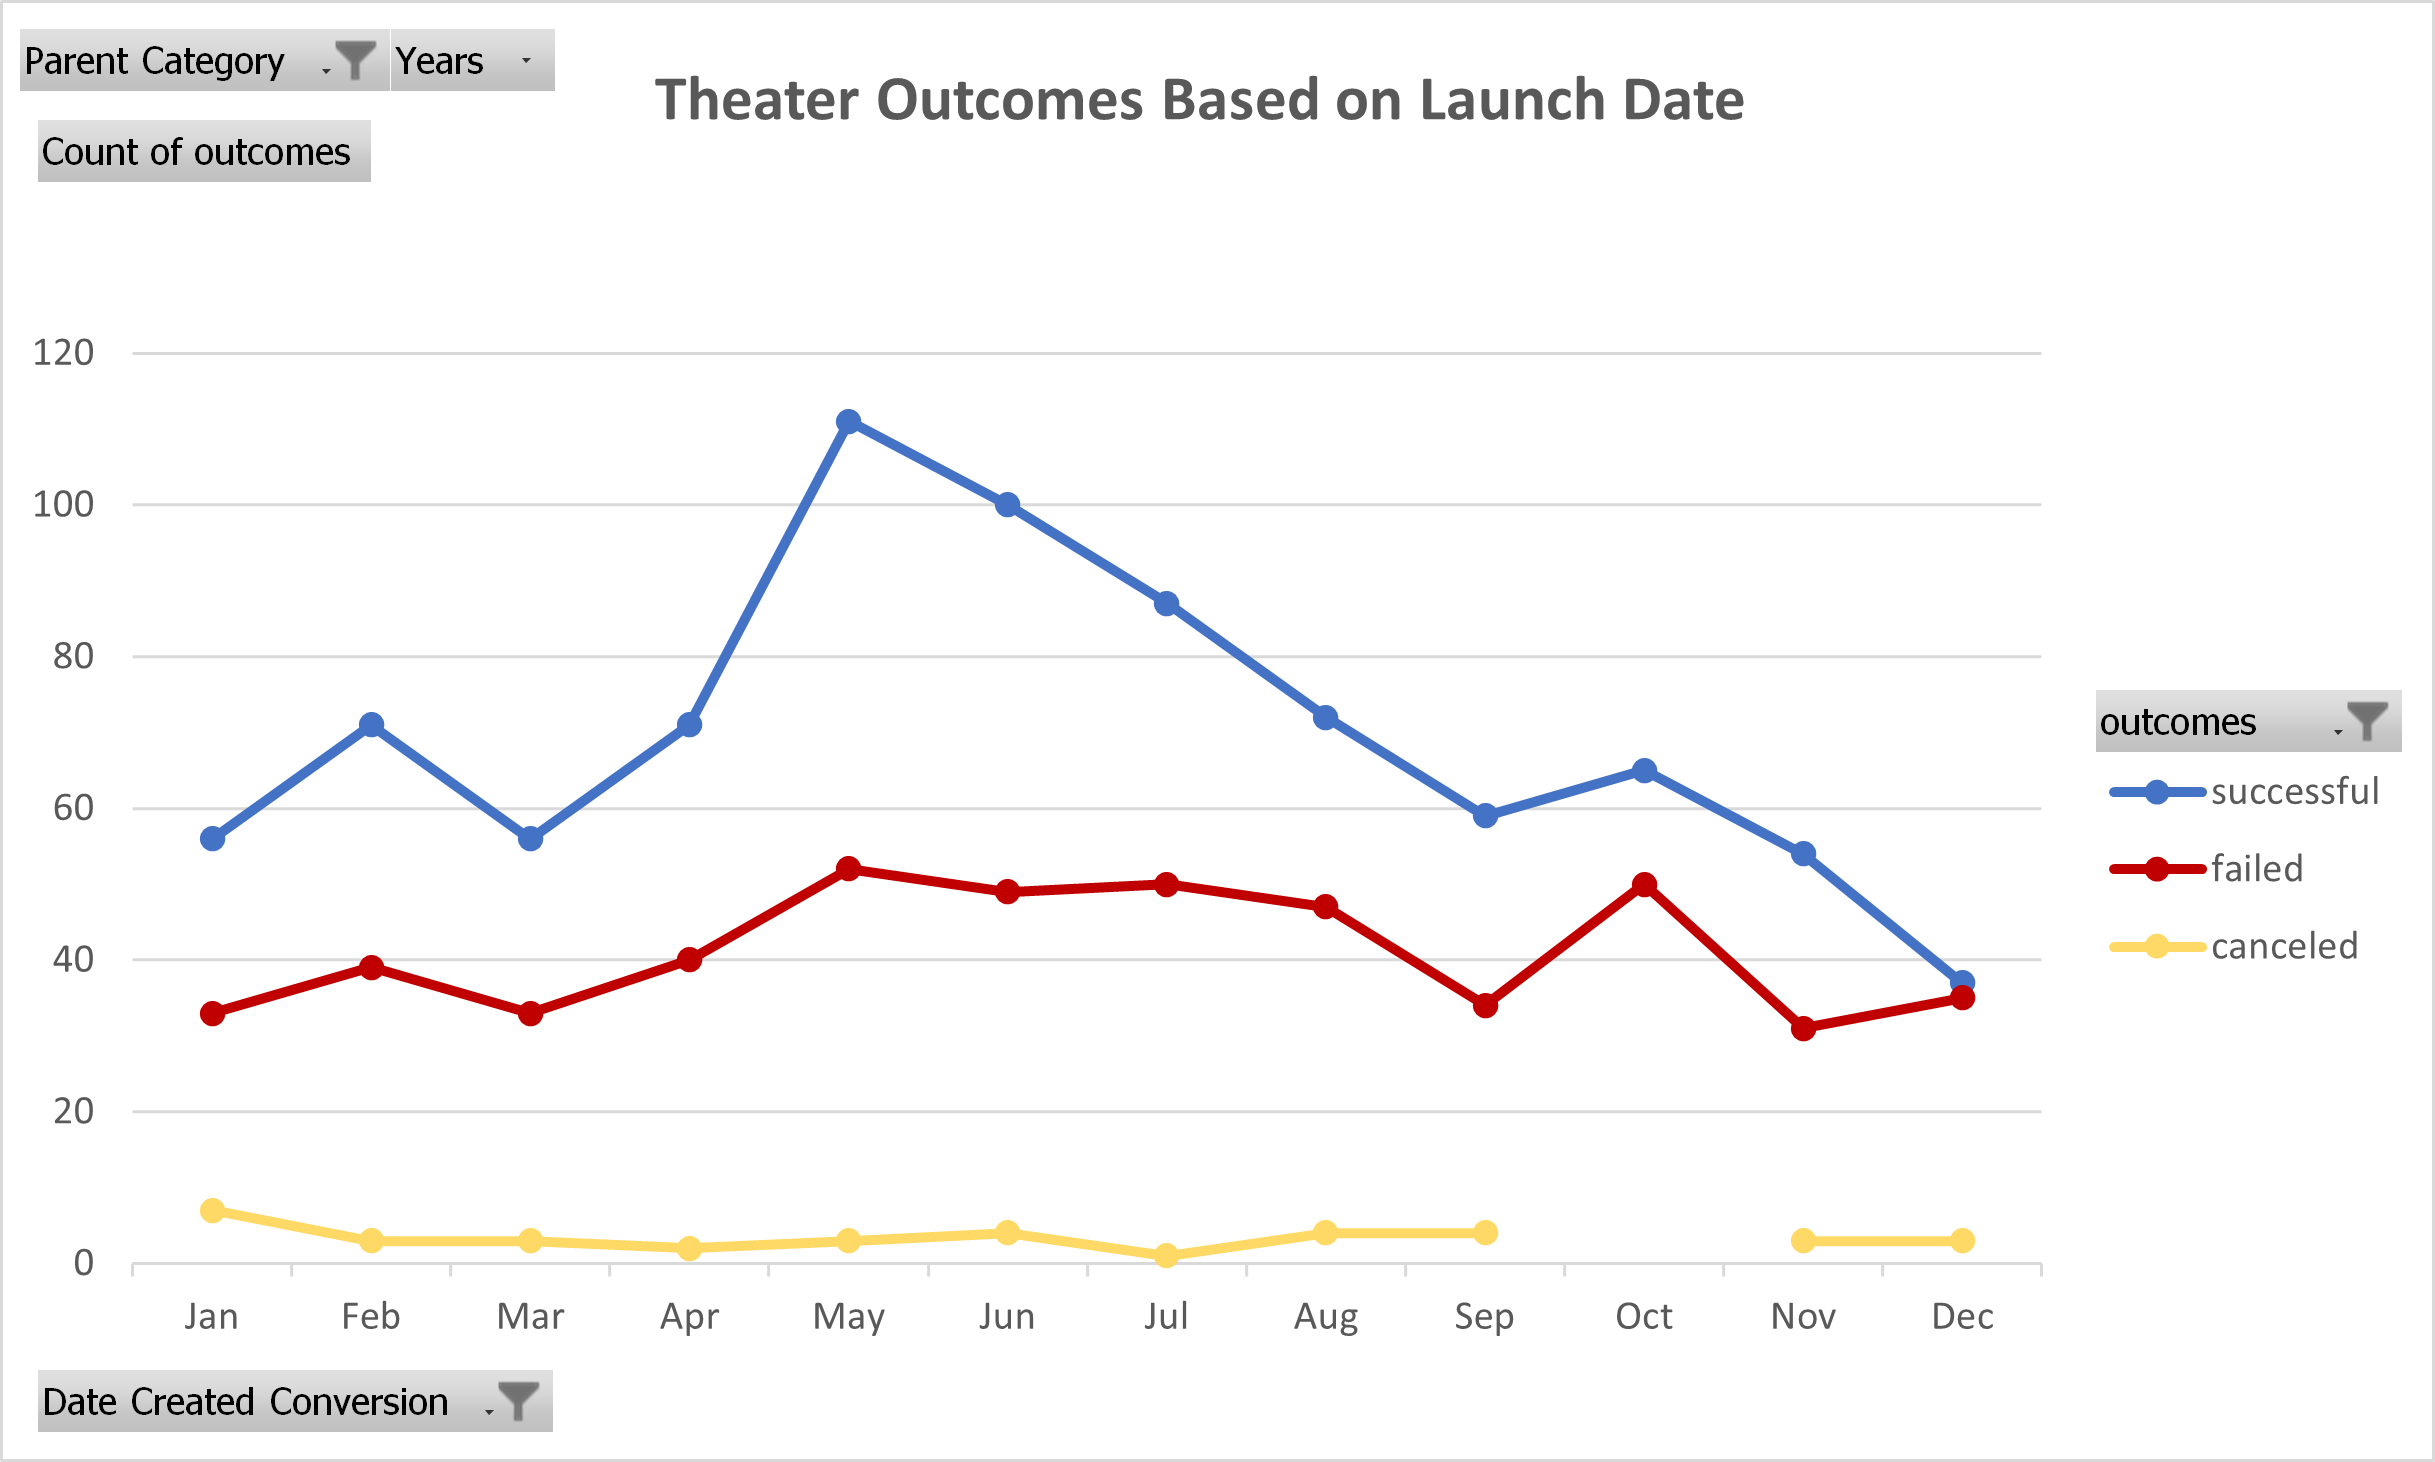 Parent Category Years
Theater Outcomes Based on Launch Date
Count of outcomes
120
100
80
60
40
20
0
Jan Feb Mar Apr May Jun Jul Aug Sep Oct Nov Dec
outcomes
successful
failed
canceled
Date Created Conversion